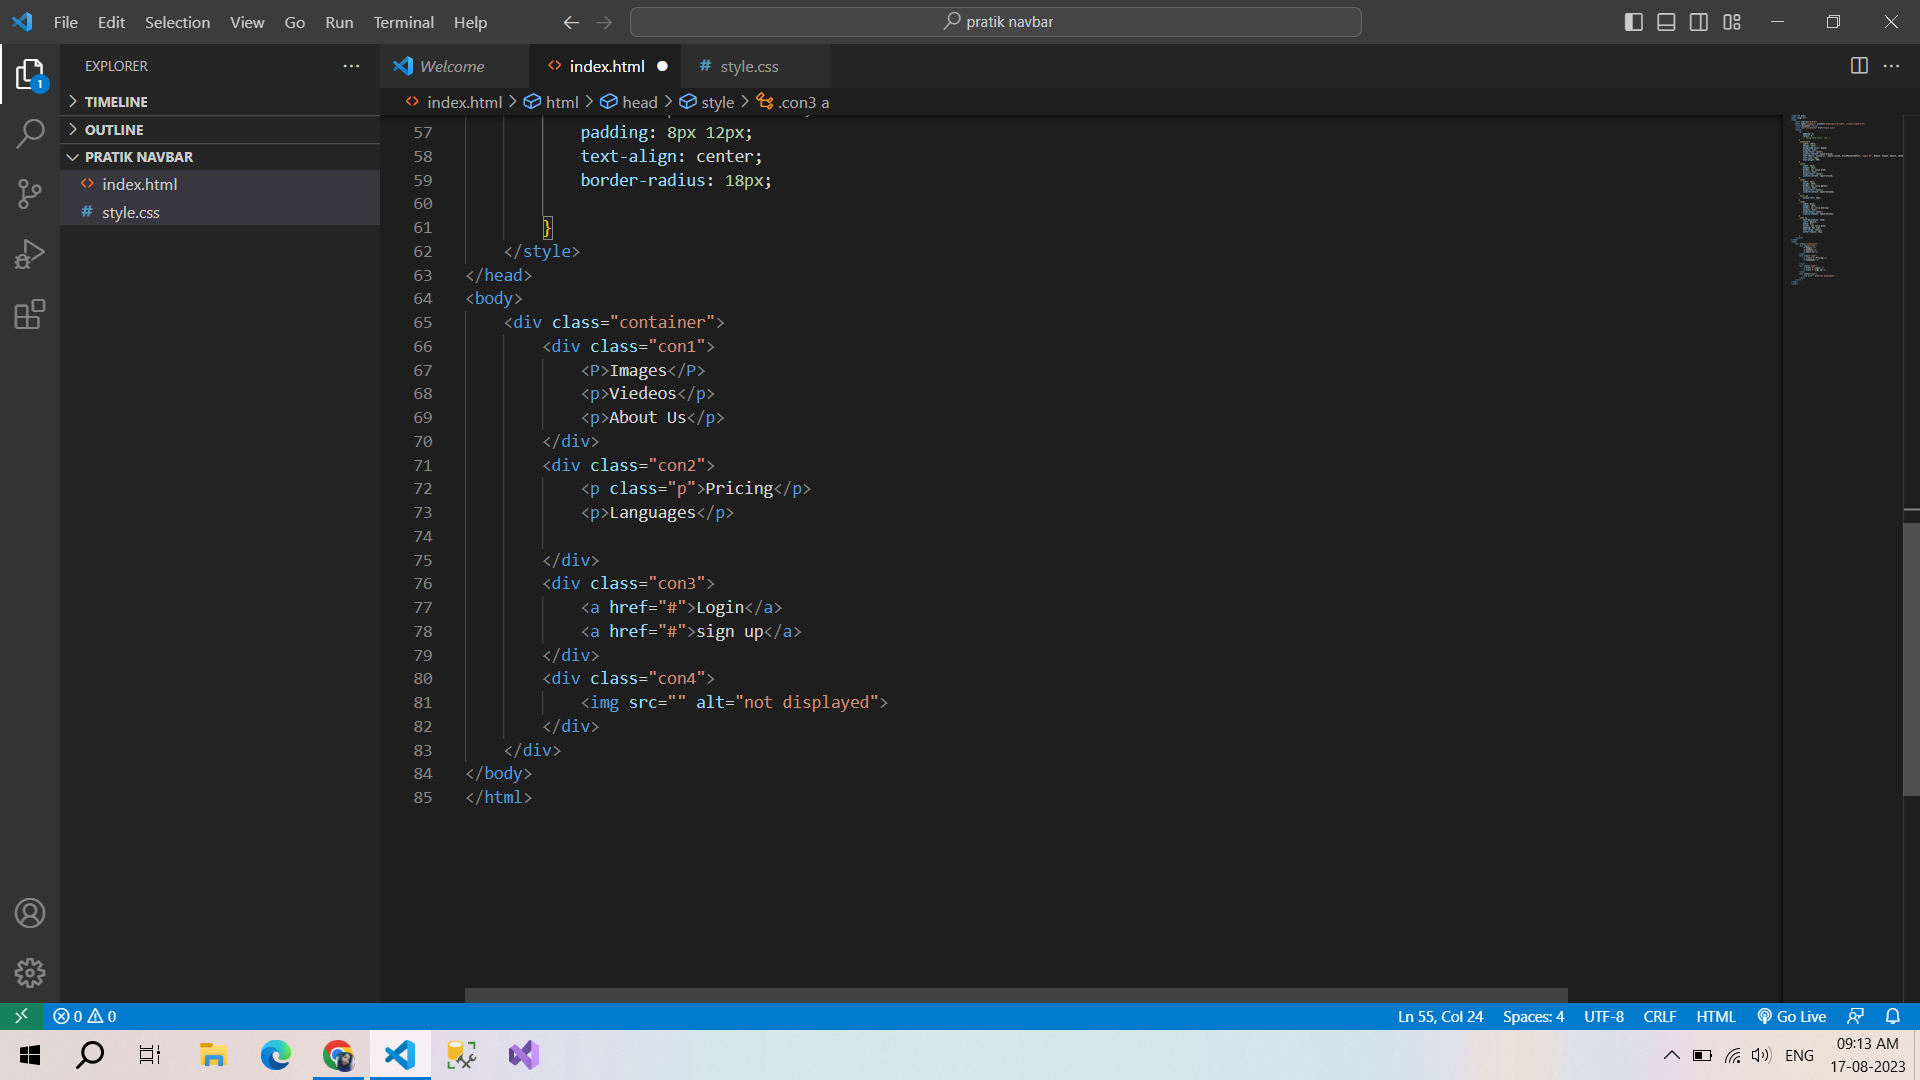 File Edit Selection View Go Run Terminal Help
pratik navbar
EXPLORER
Welcome
index.html
# style.css
1
TIMELINE
OUTLINE
PRATIK NAVBAR
index.html
# style.css
index.html > html > head > style > .con3 a
57 padding: 8px 12px;
58 text-align: center;
59 border-radius: 18px;
60
61 }
62 </style>
63 </head>
64 <body>
65 <div class="container">
66 <div class="con1">
67 <P>Images</P>
68 <p>Viedeos</p>
69 <p>About Us</p>
70 </div>
71 <div class="con2">
72 <p class="p">Pricing</p>
73 <p>Languages</p>
74
75 </div>
76 <div class="con3">
77 <a href="#">Login</a>
78 <a href="#">sign up</a>
79 </div>
80 <div class="con4">
81 <img src="" alt="not displayed">
82 </div>
83 </div>
84 </body>
85 </html>
0 0
Ln 55, Col 24 Spaces: 4 UTF-8 CRLF HTML Go Live
ENG
09:13 AM
17-08-2023